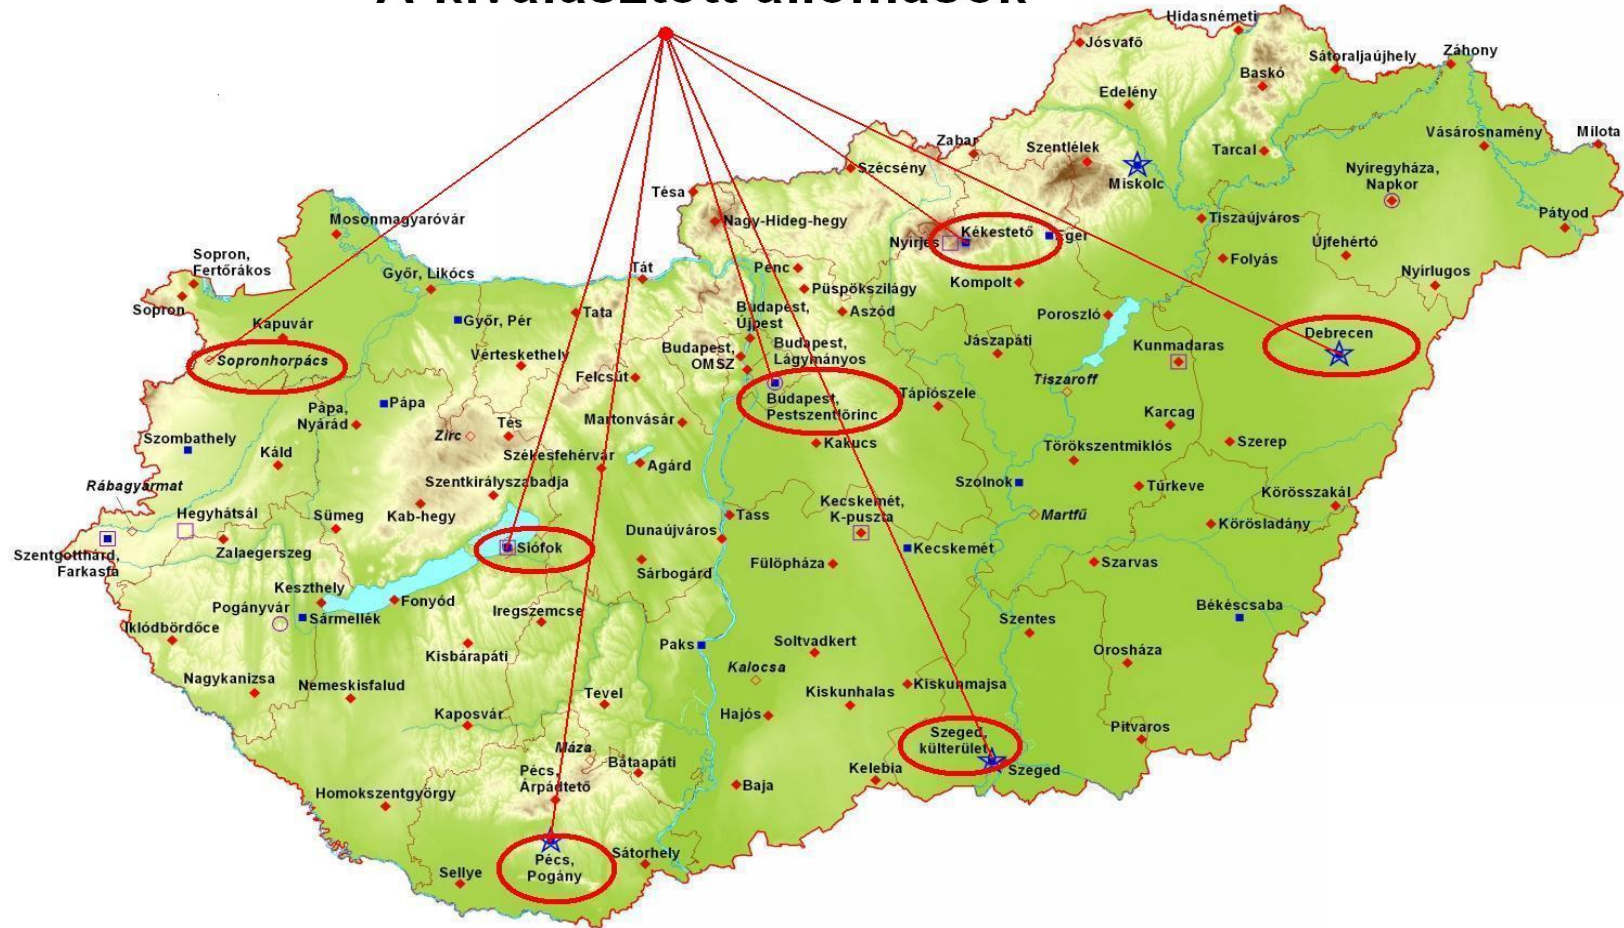 A kiválasztott állomások
Hidasnémeti
Jósvafő
Sátoraljaújhely
Záhony
Baskó
Edelény
Zabar
Szentlélek
Tarcal
Vásárosnamény
Milota
Szécsény
Miskolc
Nyíregyháza,
Napkor
Tésa
Nagy-Hideg-hegy
Mosonmagyaróvár
Tiszaújváros
Pátyod
Nyírjes
Kékestető
Eger
Újfehértó
Sopron,
Fertőrákos
Győr, Likócs
Tát
Penc
Folyás
Nyírlugos
Püspökszilágy
Kompolt
Sopron
Kapuvár
Győr, Pér
Tata
Budapest,
Újpest
Aszód
Poroszló
Debrecen
Sopronhorpács
Vérteskethely
Budapest,
OMSZ
Budapest,
Lágymányos
Jászapáti
Kunmadaras
Felcsút
Tiszaroff
Pápa,
Nyárád
Pápa
Budapest,
Pestszentlőrinc
Tápiószele
Martonvásár
Karcag
Szombathely
Zirc
Tés
Káld
Székesfehérvár
Agárd
Kakucs
Törökszentmiklós
Szerep
Rábagyarmat
Szentkirályszabadja
Szolnok
Túrkeve
Körösszakál
Hegyhátsál
Sümeg
Kab-hegy
Dunaújváros
Tass
Kecskemét,
K-puszta
Martfű
Körösladány
Szentgotthárd,
Farkasfa
Zalaegerszeg
Siófok
Kecskemét
Sárbogárd
Fülöpháza
Szarvas
Keszthely
Fonyód
Pogányvár
Sármellék
Iregszemcse
Iklódbördőce
Békéscsaba
Szentes
Kisbárapáti
Paks
Soltvadkert
Orosháza
Nagykanizsa
Nemeskisfalud
Kalocsa
Kiskunmajsa
Tevel
Kiskunhalas
Kaposvár
Hajós
Pitvaros
Szeged,
külterület
Máza
Bátaapáti
Pécs,
Árpádtető
Kelebia
Szeged
Homokszentgyörgy
Baja
Pécs,
Pogány
Sátorhely
Sellye